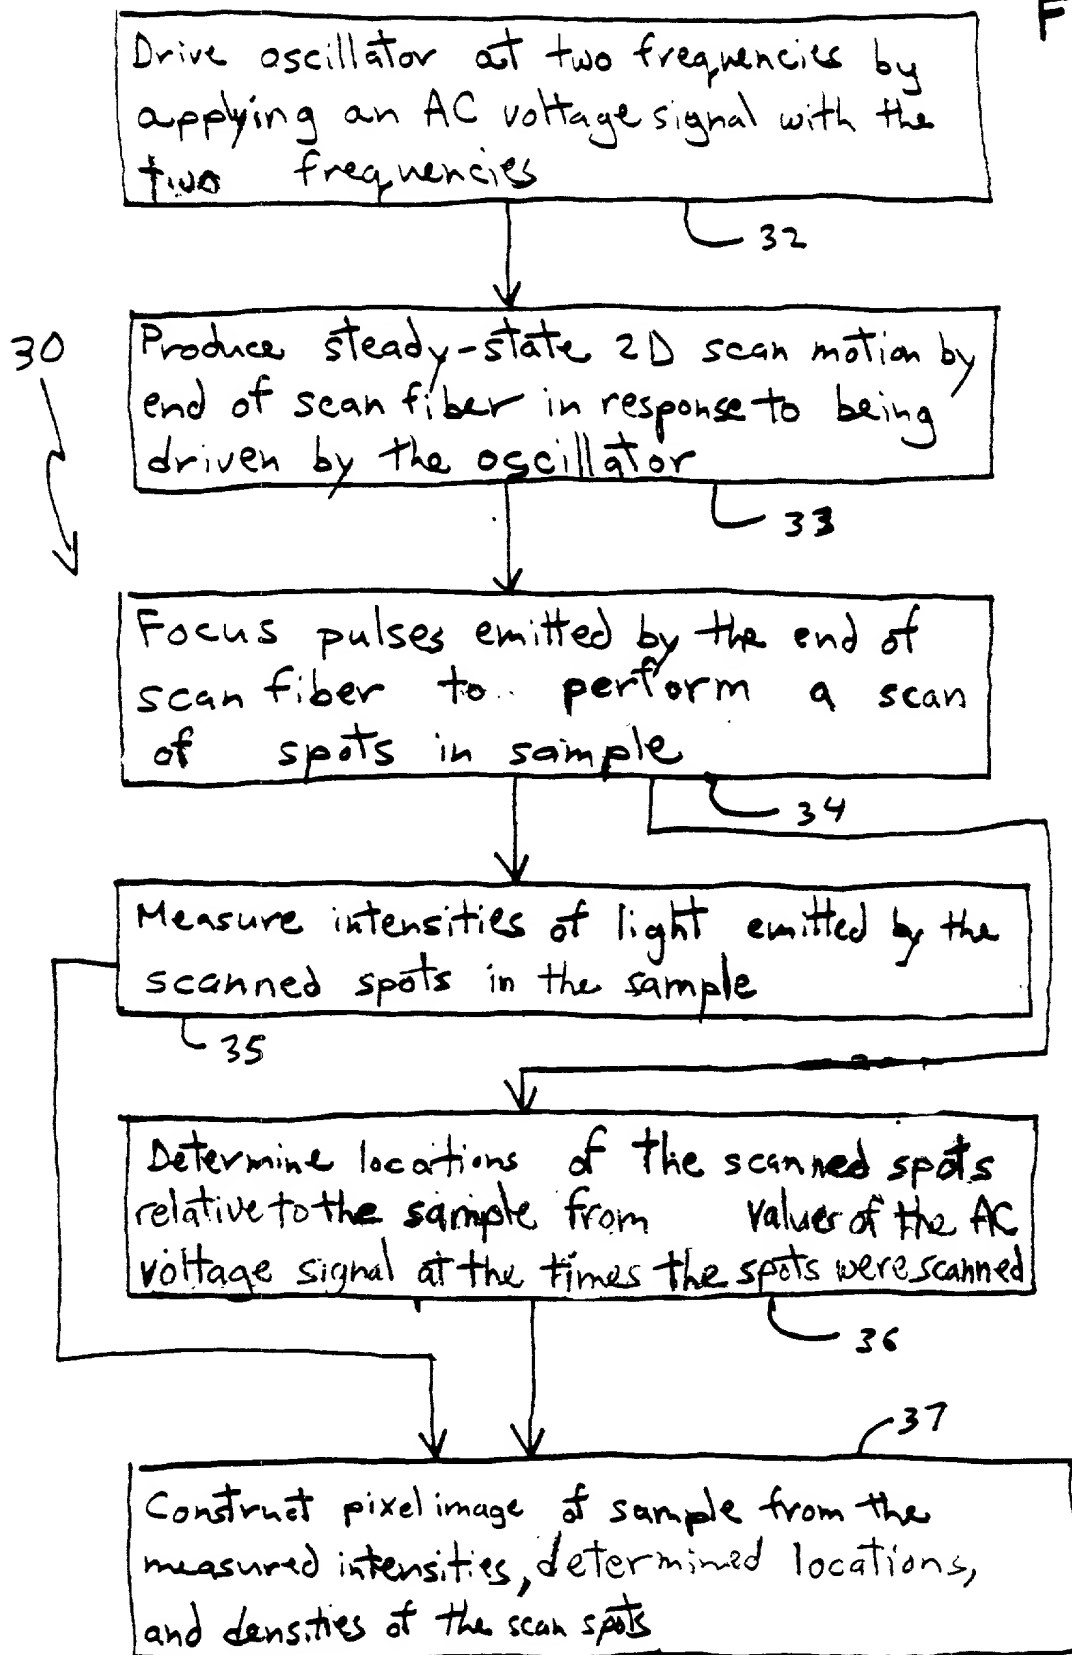 F
Drive oscillator at two frequencies by
applying an AC voltage signal with the
two frequencies
32
30
Produce steady-state 2D scan motion by
end of scan fiber in response to being
driven by the oscillator
33
Focus pulses emitted by the end of
scan fiber to perform a scan
of spots in sample
34
Measure intensities of light emitted by the
scanned spots in the sample
35
Determine locations of the scanned spots
relative to the sample from values of the AC
voltage signal at the times the spots were scanned
36
37
Construct pixel image of sample from the
measured intensities, determined locations,
and densities of the scan spots